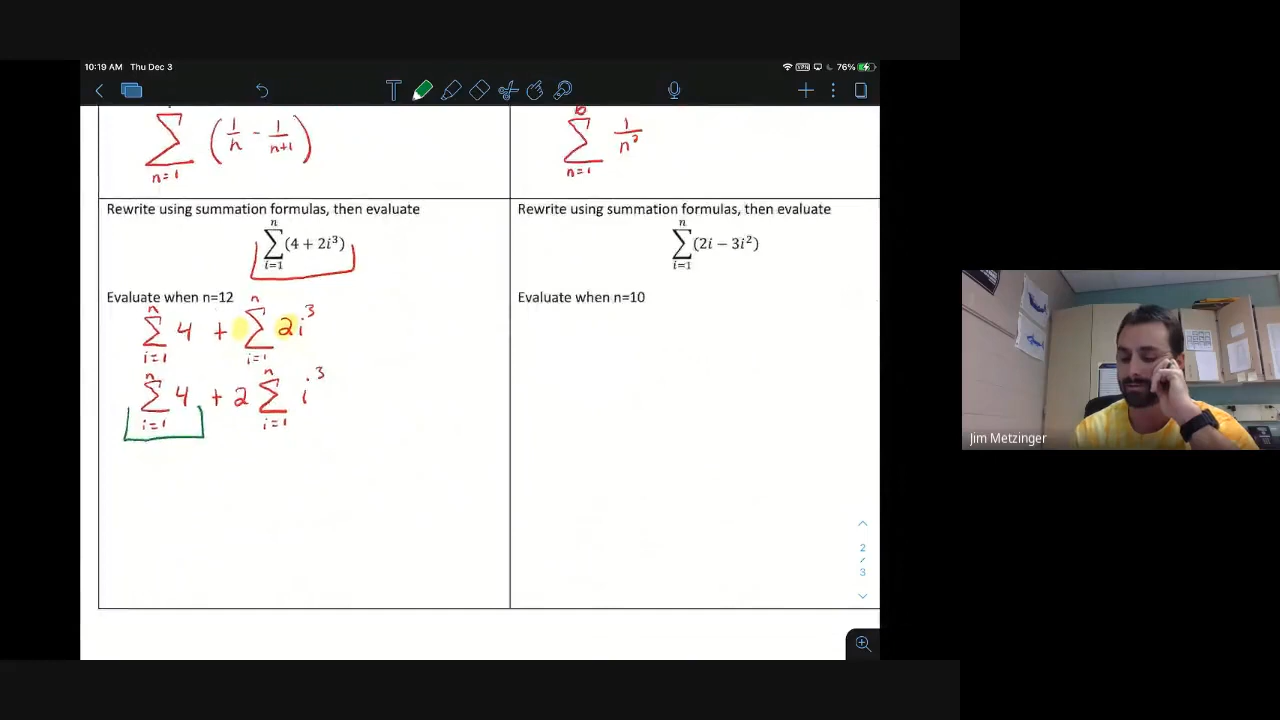 10:19 AM Thu Dec 3
76%
T
∑ n=1 (1/n - 1/n+1)
∑ n=1 1/n²
Rewrite using summation formulas, then evaluate
n ∑ i=1 (4 + 2i³)
Evaluate when n=12
n ∑ i=1 4 + n ∑ i=1 2i³
n ∑ i=1 4 + 2 n ∑ i=1 i³
Rewrite using summation formulas, then evaluate
n ∑ i=1 (2i − 3i²)
Evaluate when n=10
2
/
3
Jim Metzinger